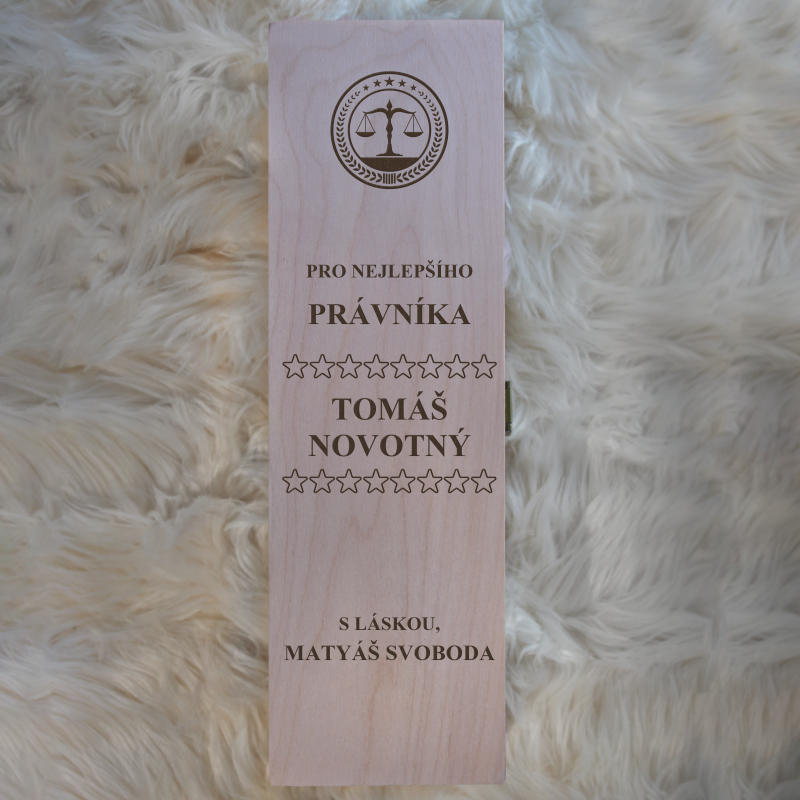 PRO NEJLEPŠÍHO
PRÁVNÍKA
TOMÁŠ
NOVOTNÝ
S LÁSKOU,
MATYÁŠ SVOBODA